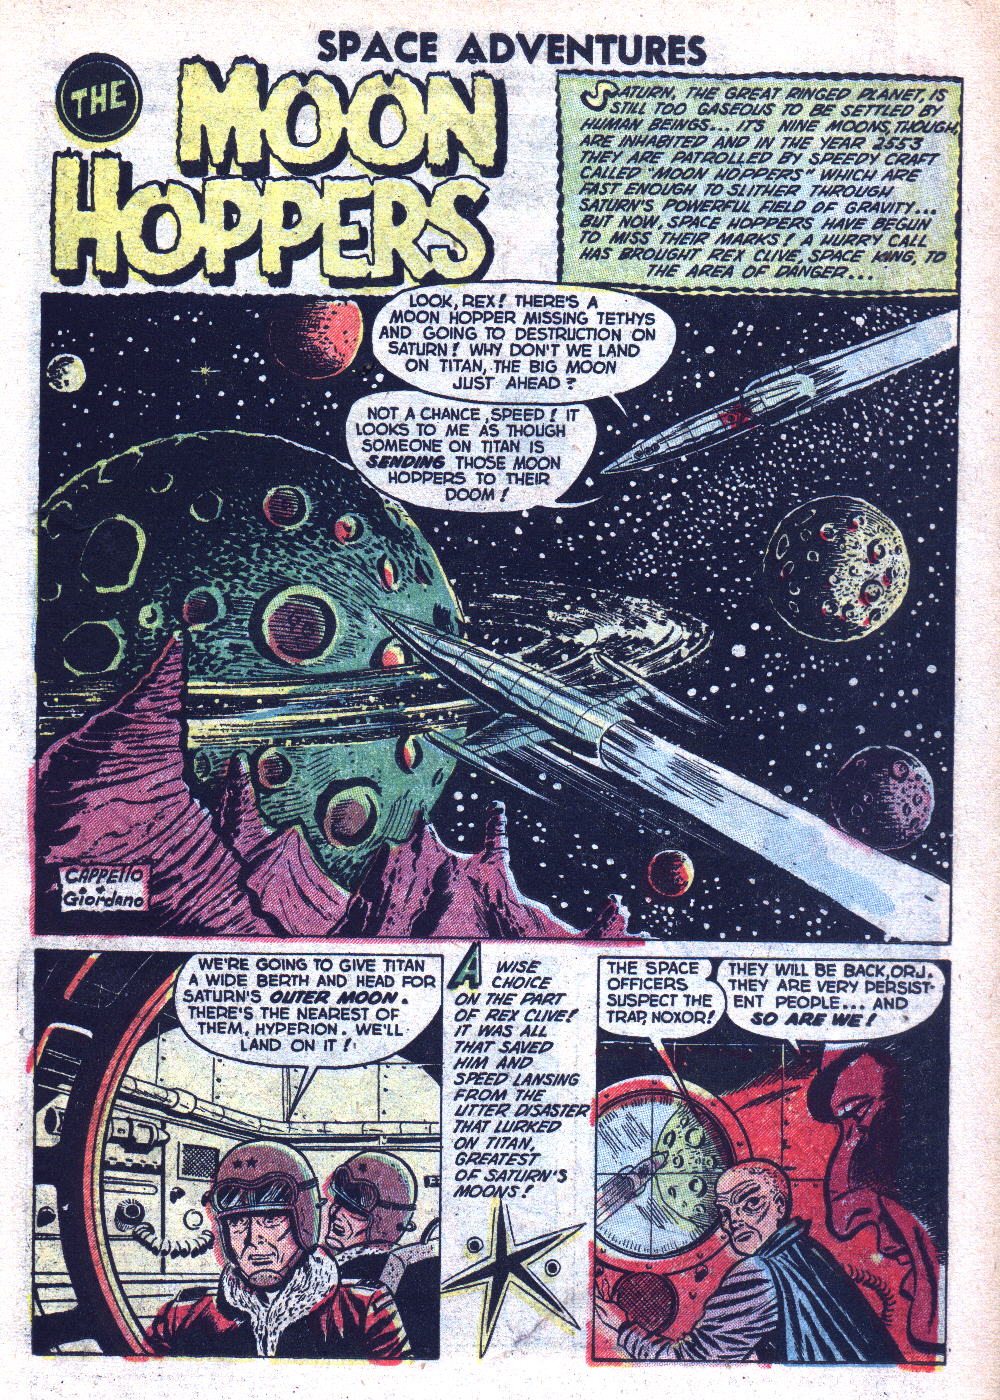 SPACE ADVENTURES
THE
MOON
HOPPERS
SATURN, THE GREAT RINGED PLANET, IS
STILL TOO GASEOUS TO BE SETTLED BY
HUMAN BEINGS... ITS NINE MOONS, THOUGH,
ARE INHABITED AND IN THE YEAR 2553
THEY ARE PATROLLED BY SPEEDY CRAFT
CALLED "MOON HOPPERS" WHICH ARE
FAST ENOUGH TO SLITHER THROUGH
SATURN'S POWERFUL FIELD OF GRAVITY...
BUT NOW, SPACE HOPPERS HAVE BEGUN
TO MISS THEIR MARKS! A HURRY CALL
HAS BROUGHT REX CLIVE, SPACE KING, TO
THE AREA OF DANGER...
LOOK, REX! THERE'S A
MOON HOPPER MISSING TETHYS
AND GOING TO DESTRUCTION ON
SATURN! WHY DON'T WE LAND
ON TITAN, THE BIG MOON
JUST AHEAD?
NOT A CHANCE, SPEED! IT
LOOKS TO ME AS THOUGH
SOMEONE ON TITAN IS
SENDING THOSE MOON
HOPPERS TO THEIR
DOOM!
CAPPELLO
+
Giordano
WE'RE GOING TO GIVE TITAN
A WIDE BERTH AND HEAD FOR
SATURN'S OUTER MOON.
THERE'S THE NEAREST OF
THEM, HYPERION. WE'LL
LAND ON IT!
A WISE
CHOICE
ON THE PART
OF REX CLIVE!
IT WAS ALL
THAT SAVED
HIM AND
SPEED LANSING
FROM THE
UTTER DISASTER
THAT LURKED
ON TITAN,
GREATEST
OF SATURN'S
MOONS!
THE SPACE
OFFICERS
SUSPECT THE
TRAP, NOXOR!
THEY WILL BE BACK, ORJ.
THEY ARE VERY PERSIST-
ENT PEOPLE... AND
SO ARE WE!